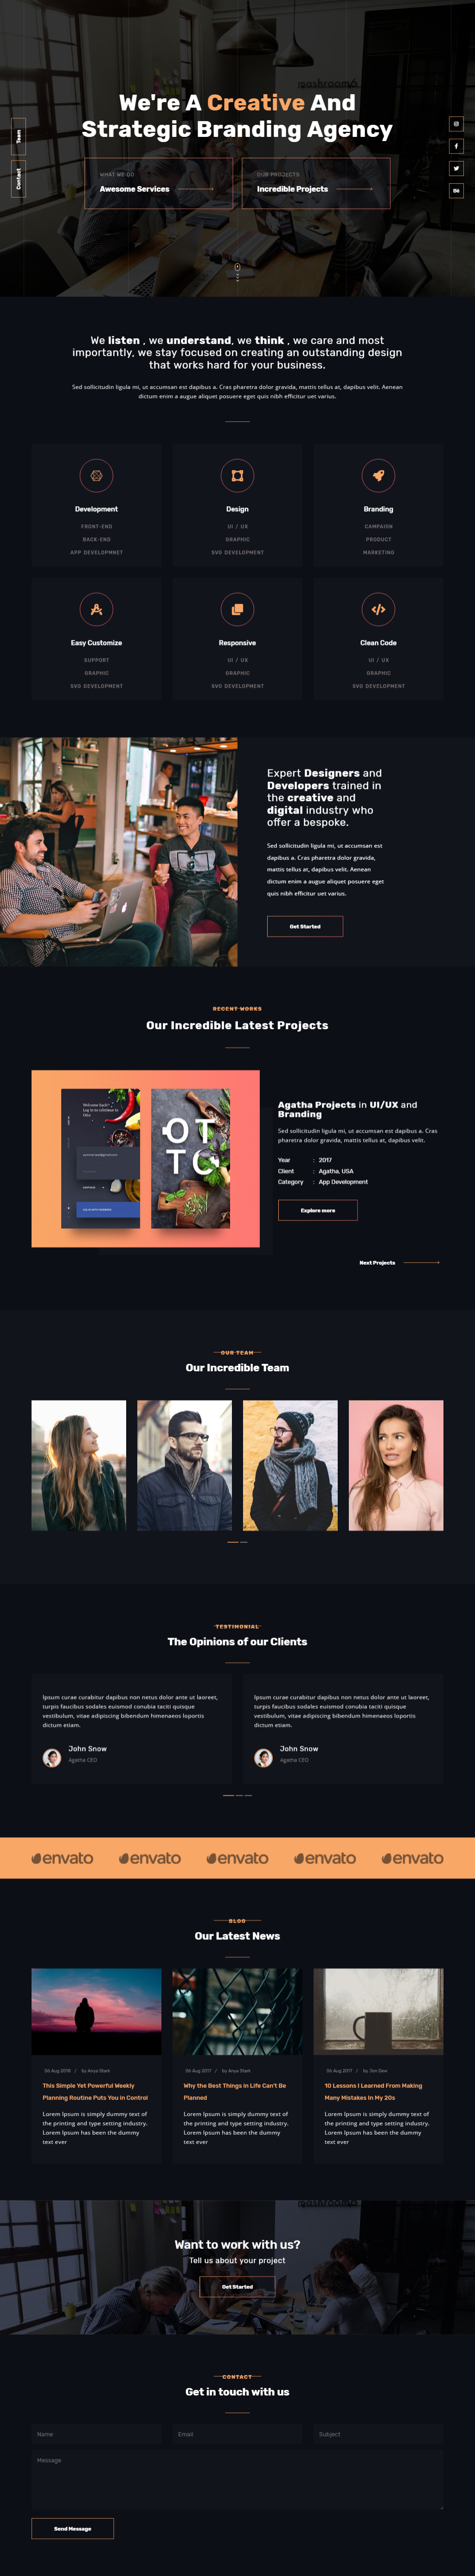 mashroom6
We're A Creative And
Strategic Branding Agency
Team
Contact
WHAT WE DO
Awesome Services
OUR PROJECTS
Incredible Projects
Bē
We listen , we understand, we think , we care and most
importantly, we stay focused on creating an outstanding design
that works hard for your business.
Sed sollicitudin ligula mi, ut accumsan est dapibus a. Cras pharetra dolor gravida, mattis tellus at, dapibus velit. Aenean
dictum enim a augue aliquet posuere eget quis nibh efficitur uet varius.
Development
FRONT-END
BACK-END
APP DEVELOPMNET
Design
UI / UX
GRAPHIC
SVG DEVELOPMENT
Branding
CAMPAIGN
PRODUCT
MARKETING
Easy Customize
SUPPORT
GRAPHIC
SVG DEVELOPMENT
Responsive
UI / UX
GRAPHIC
SVG DEVELOPMENT
Clean Code
UI / UX
GRAPHIC
SVG DEVELOPMENT
Expert Designers and
Developers trained in
the creative and
digital industry who
offer a bespoke.
Sed sollicitudin ligula mi, ut accumsan est
dapibus a. Cras pharetra dolor gravida,
mattis tellus at, dapibus velit. Aenean
dictum enim a augue aliquet posuere eget
quis nibh efficitur uet varius.
Get Started
RECENT WORKS
Our Incredible Latest Projects
Welcome back!
Log in to continue to
OTTO
Agatha Projects in UI/UX and
Branding
Sed sollicitudin ligula mi, ut accumsan est dapibus a. Cras
pharetra dolor gravida, mattis tellus at, dapibus velit.
Year : 2017
Client : Agatha, USA
Category : App Development
Explore more
Next Projects
OUR TEAM
Our Incredible Team
TESTIMONIAL
The Opinions of our Clients
Ipsum curae curabitur dapibus non netus dolor ante ut laoreet,
torquent faucibus sodales euismod conubia taciti quisque
vestibulum, vitae adipiscing bibendum himenaeos loportis
dictum etiam.
John Snow
Agatha CEO
Ipsum curae curabitur dapibus non netus dolor ante ut laoreet,
torquent faucibus sodales euismod conubia taciti quisque
vestibulum, vitae adipiscing bibendum himenaeos loportis
dictum etiam.
John Snow
Agatha CEO
envato
envato
envato
envato
envato
BLOG
Our Latest News
06 Aug 2018 / by Anya Stark
This Simple Yet Powerful Weekly
Planning Routine Puts You in Control
Lorem Ipsum is simply dummy text of
the printing and type setting industry.
Lorem Ipsum has been the dummy
text ever
06 Aug 2017 / by Anya Stark
Why the Best Things in Life Can't Be
Planned
Lorem Ipsum is simply dummy text of
the printing and type setting industry.
Lorem Ipsum has been the dummy
text ever
06 Aug 2017 / by Jen Dew
10 Lessons I Learned From Making
Many Mistakes in My 20s
Lorem Ipsum is simply dummy text of
the printing and type setting industry.
Lorem Ipsum has been the dummy
text ever
mashroom6
Want to work with us?
Tell us about your project
Get Started
CONTACT
Get in touch with us
Name
Email
Subject
Message
Send Message